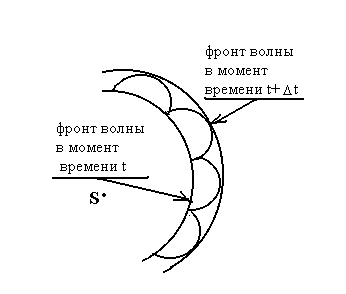 фронт волны
в момент
времени t+Δt
фронт волны
в момент
времени t
S